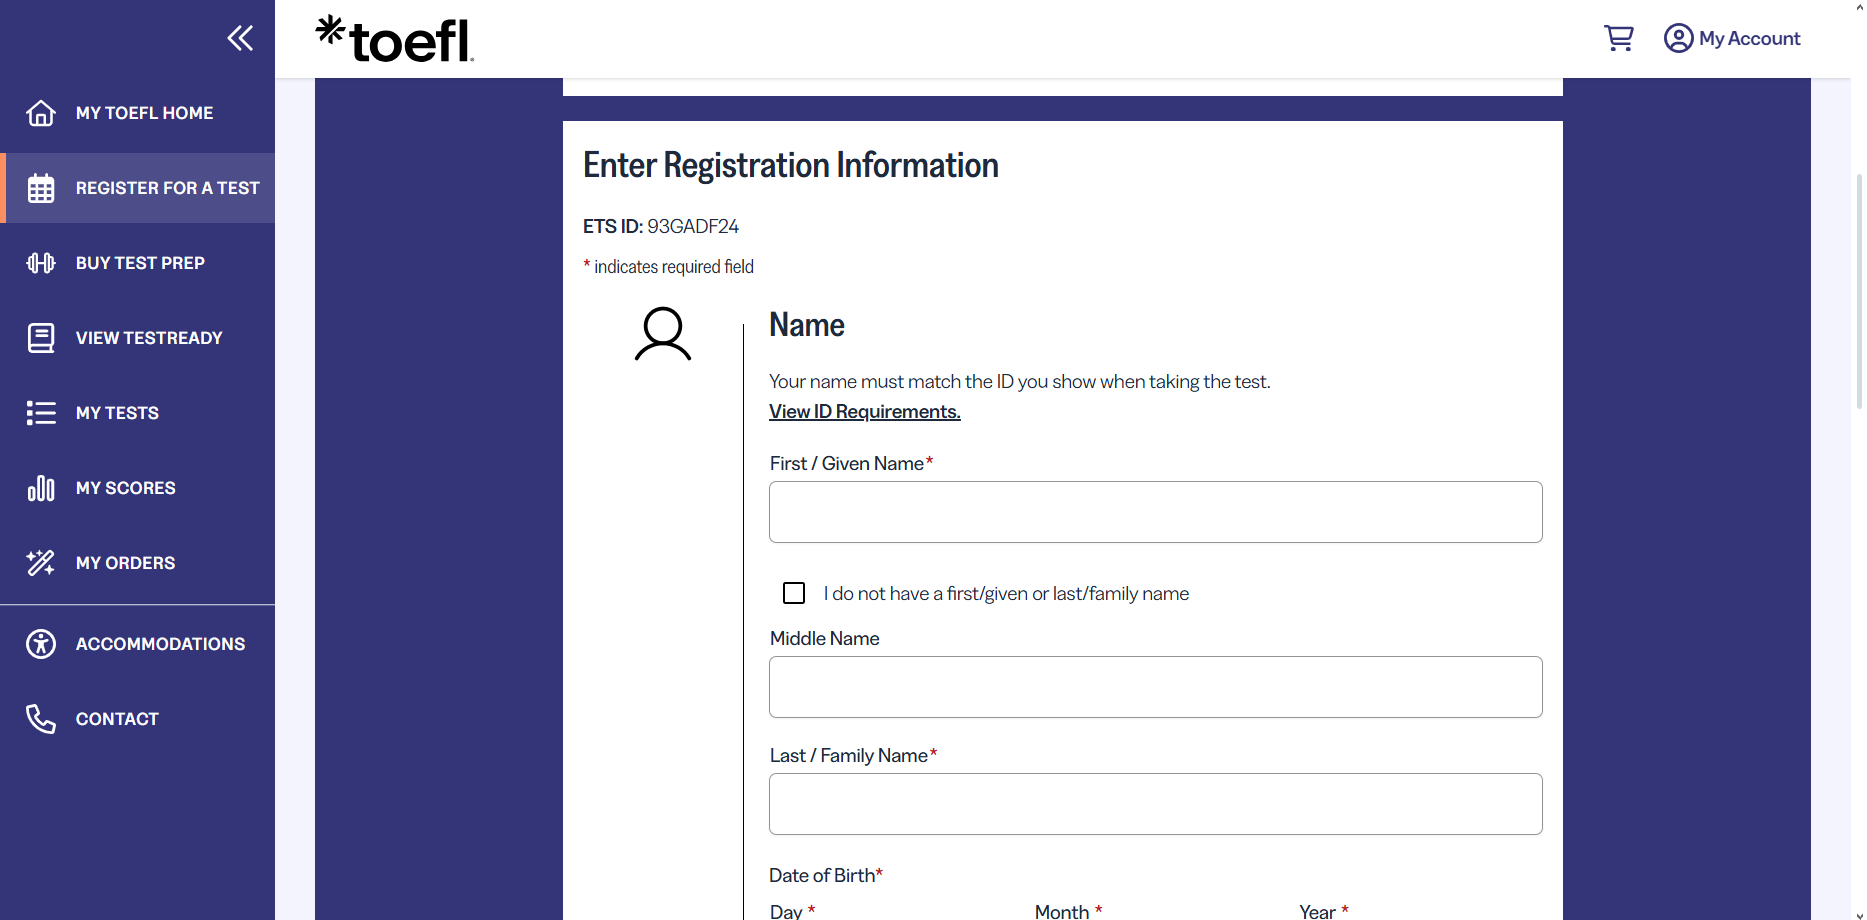 toefl
My Account
MY TOEFL HOME
REGISTER FOR A TEST
BUY TEST PREP
VIEW TESTREADY
MY TESTS
MY SCORES
MY ORDERS
ACCOMMODATIONS
CONTACT
Enter Registration Information
ETS ID: 93GADF24
* indicates required field
Name
Your name must match the ID you show when taking the test.
View ID Requirements.
First / Given Name*
I do not have a first/given or last/family name
Middle Name
Last / Family Name*
Date of Birth*
Day * Month * Year *